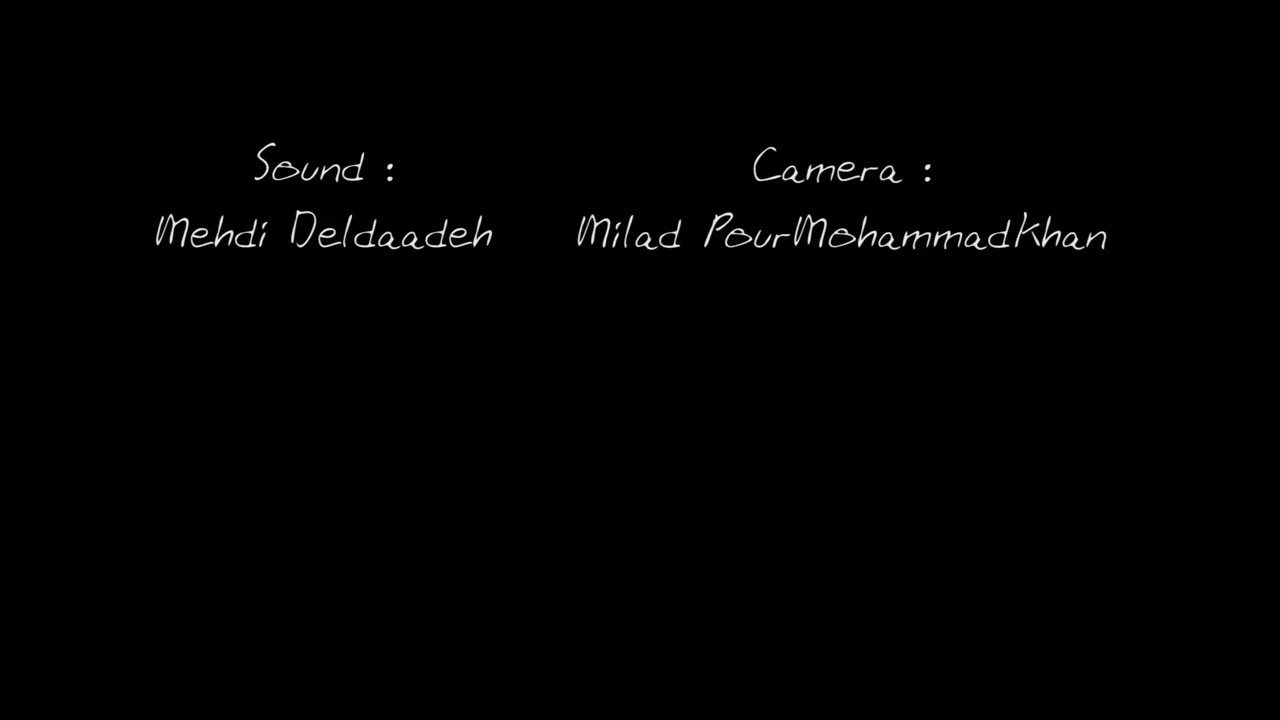 Sound :
Mehdi Deldaadeh
Camera :
Milad PourMohammadKhan